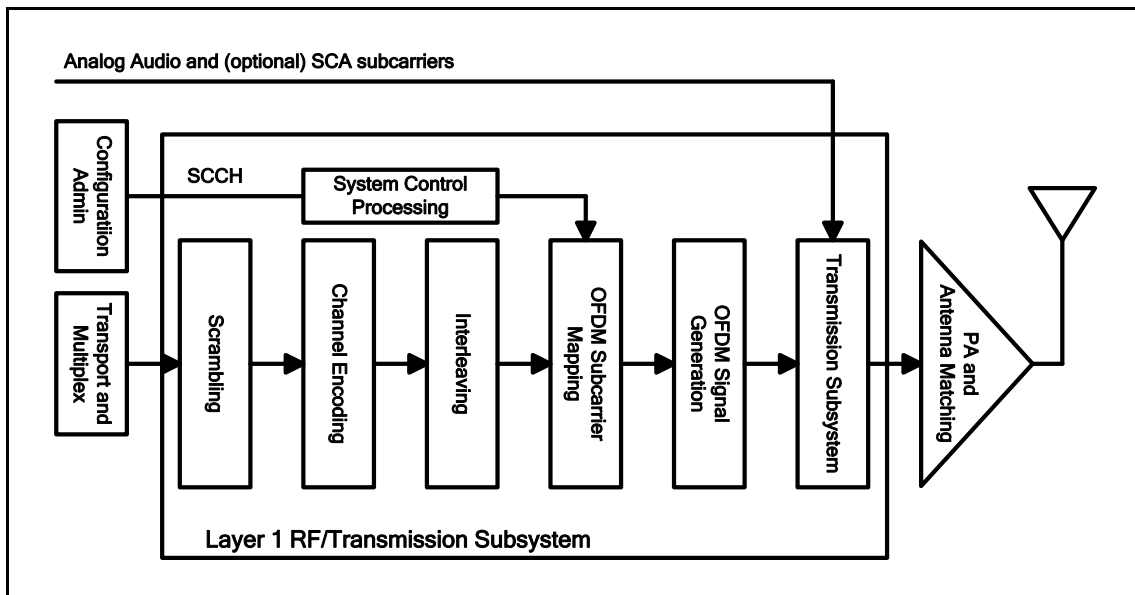 Analog Audio and (optional) SCA subcarriers
Configuratiion
Admin
SCCH
System Control
Processing
Transport and
Multiplex
Scrambling
Channel Encoding
Interleaving
OFDM Subcarrier
Mapping
OFDM Signal
Generation
Transmission Subsystem
PA and
Antenna Matching
Layer 1 RF/Transmission Subsystem